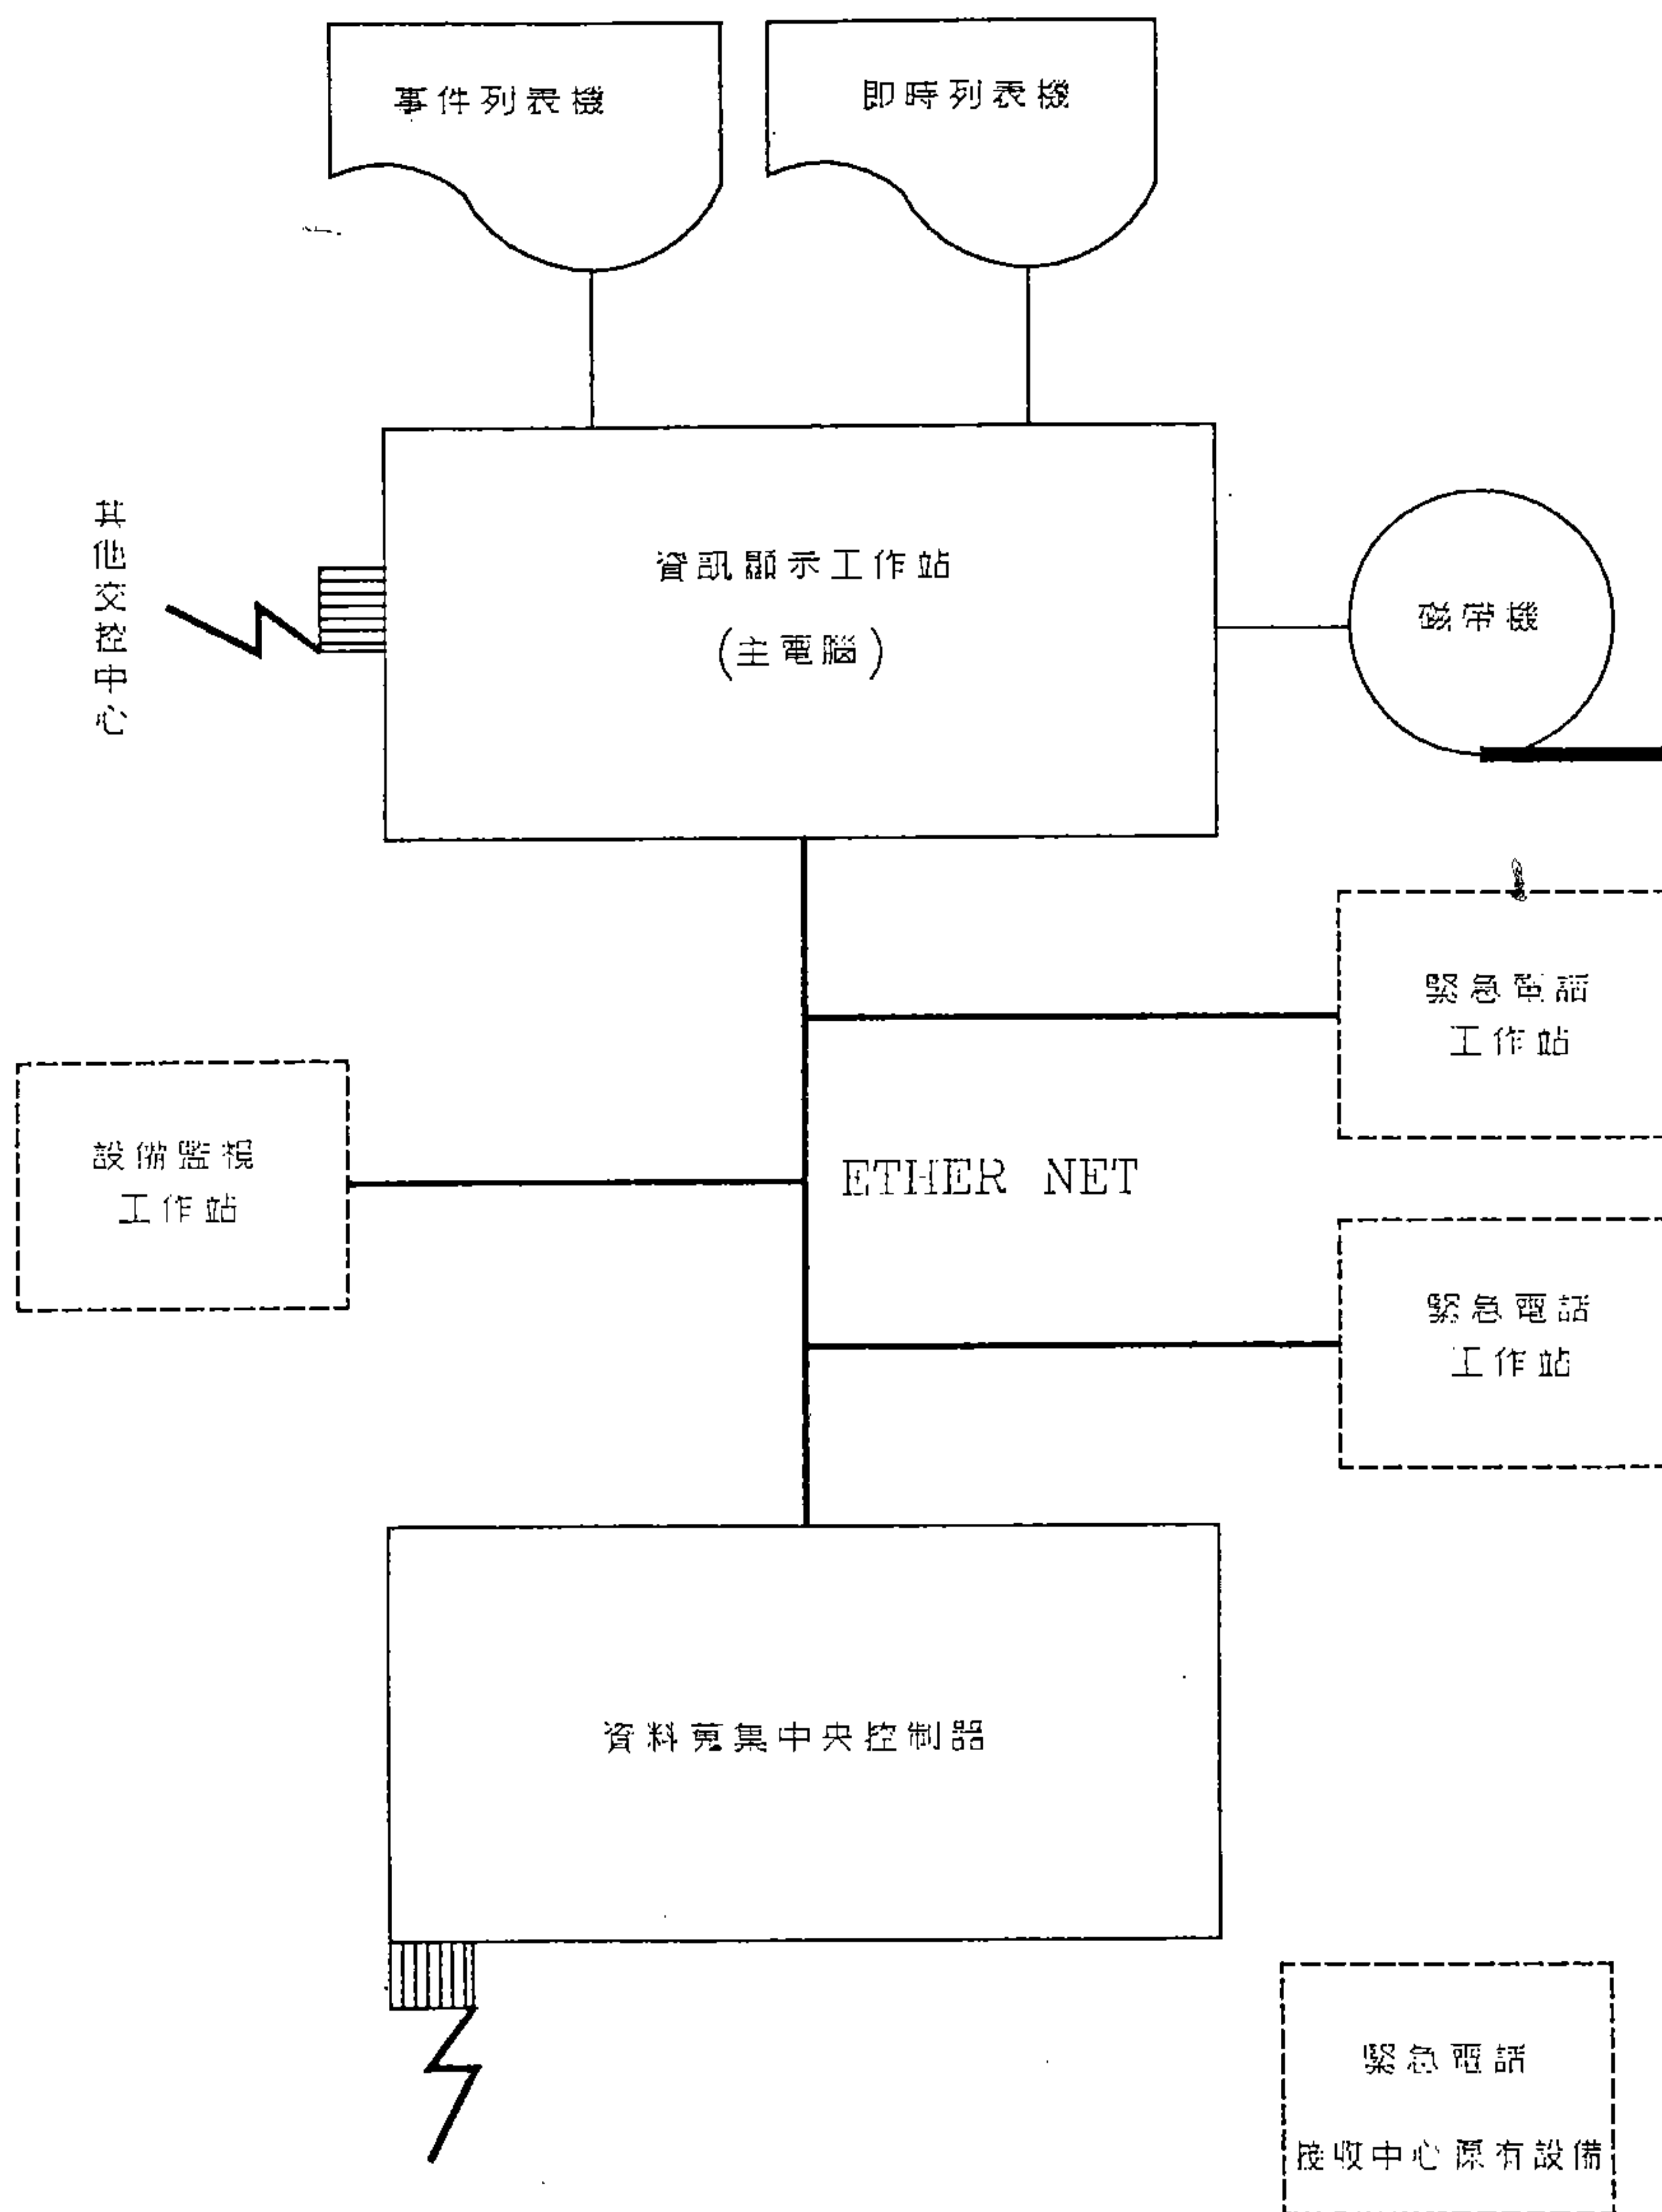 事件列表機
即時列表機
其他交控中心
資訊顯示工作站
(主電腦)
磁帶機
緊急電話
工作站
設備監視
工作站
ETHER NET
緊急電話
工作站
資料蒐集中央控制器
緊急電話
接收中心原有設備